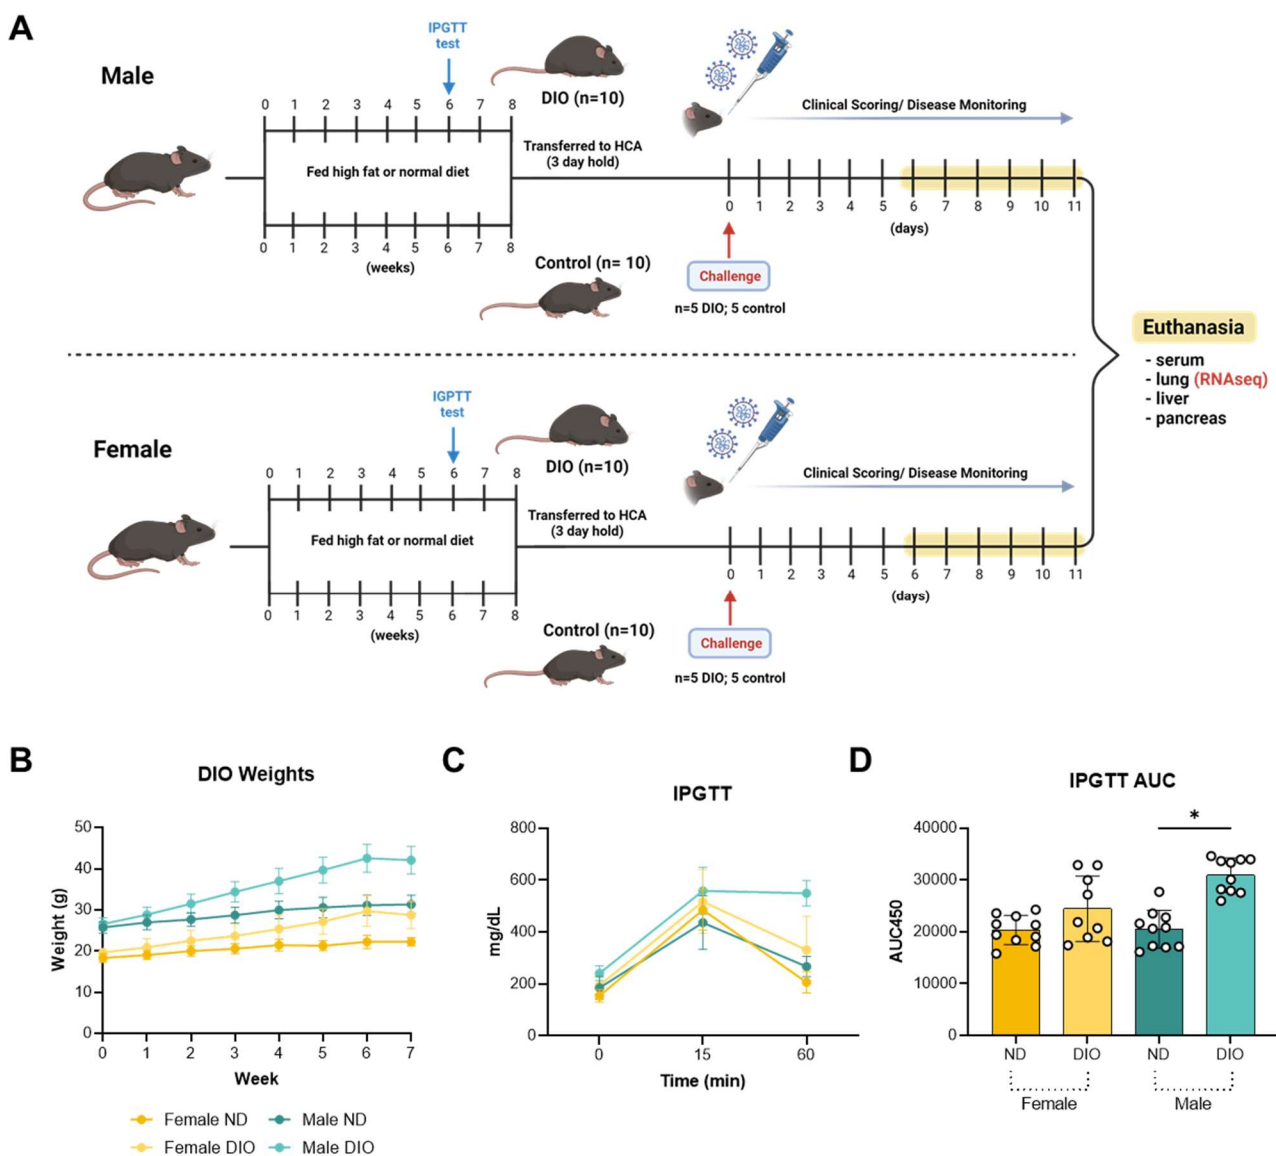 A
Male
IPGTT
test
DIO (n=10)
0 1 2 3 4 5 6 7 8
Fed high fat or normal diet
0 1 2 3 4 5 6 7 8
(weeks)
Transferred to HCA
(3 day hold)
Control (n= 10)
Clinical Scoring/ Disease Monitoring
0 1 2 3 4 5 6 7 8 9 10 11
(days)
Challenge
n=5 DIO; 5 control
Euthanasia
- serum
- lung (RNAseq)
- liver
- pancreas
Female
IGPTT
test
DIO (n=10)
0 1 2 3 4 5 6 7 8
Fed high fat or normal diet
0 1 2 3 4 5 6 7 8
(weeks)
Transferred to HCA
(3 day hold)
Control (n=10)
Clinical Scoring/ Disease Monitoring
0 1 2 3 4 5 6 7 8 9 10 11
(days)
Challenge
n=5 DIO; 5 control
B
DIO Weights
Weight (g)
50
40
30
20
10
0
0 1 2 3 4 5 6 7
Week
Female ND
Male ND
Female DIO
Male DIO
C
IPGTT
mg/dL
800
600
400
200
0
0 15 60
Time (min)
D
IPGTT AUC
AUC450
40000
30000
20000
10000
0
*
ND DIO ND DIO
Female Male